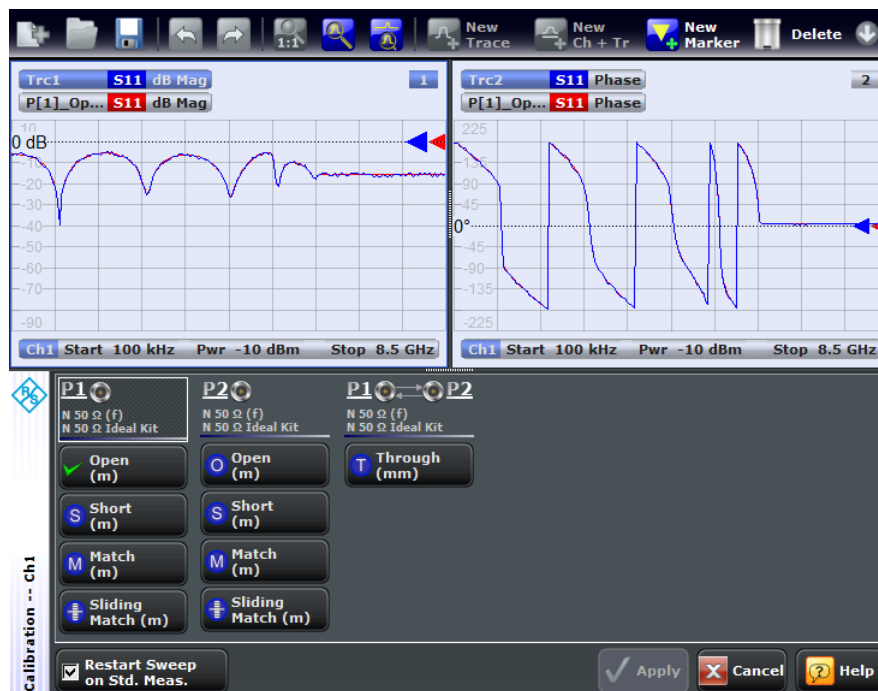 1:1
New Trace
New Ch + Tr
New Marker
Delete
Trc1 S11 dB Mag 1
P[1]_Op... S11 dB Mag
10
0 dB
-10
-20
-30
-40
-50
-60
-70
-90
Ch1 Start 100 kHz Pwr -10 dBm Stop 8.5 GHz
Trc2 S11 Phase 2
P[1]_Op... S11 Phase
225
135
90
45
0°
-45
-90
-135
-225
Ch1 Start 100 kHz Pwr -10 dBm Stop 8.5 GHz
R&S
Calibration -- Ch1
P1
N 50 Ω (f)
N 50 Ω Ideal Kit
Open
(m)
S Short
(m)
M Match
(m)
Sliding
Match (m)
P2
N 50 Ω (f)
N 50 Ω Ideal Kit
O Open
(m)
S Short
(m)
M Match
(m)
Sliding
Match (m)
P1 P2
N 50 Ω (f)
N 50 Ω Ideal Kit
T Through
(mm)
Restart Sweep
on Std. Meas.
Apply
Cancel
? Help